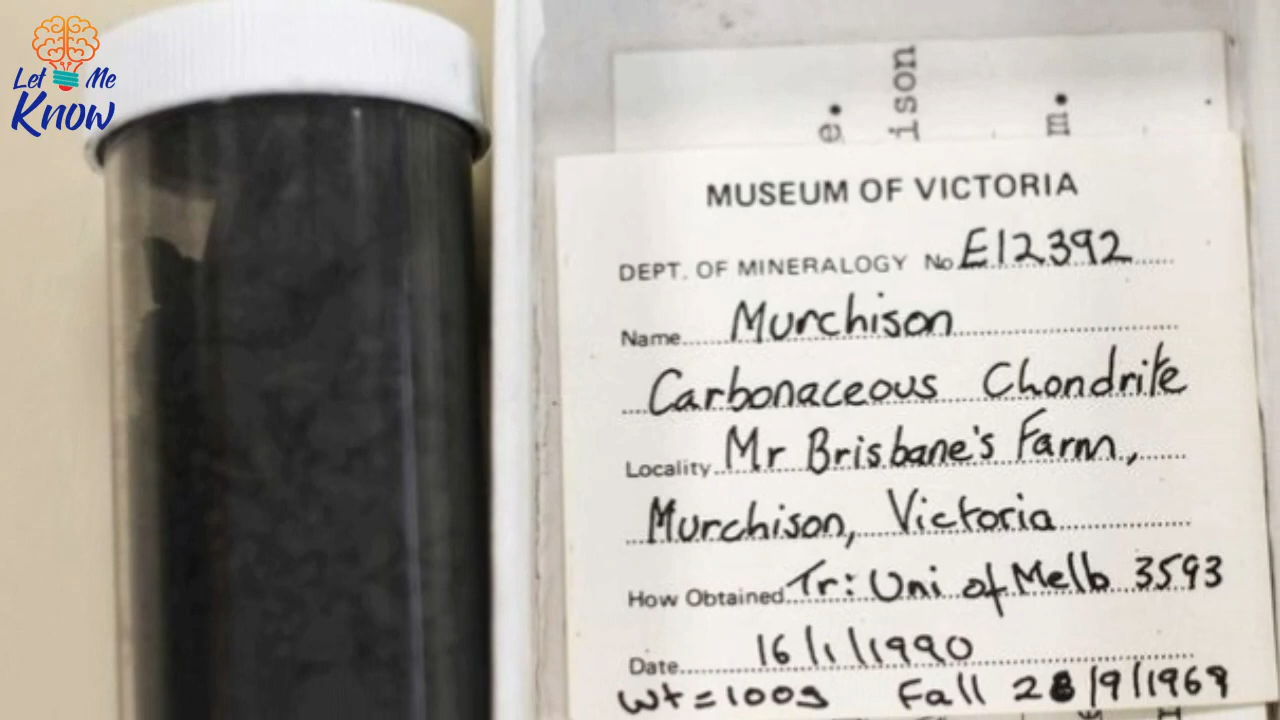 Let Me
Know
e.
ison
m.
MUSEUM OF VICTORIA
DEPT. OF MINERALOGY No E12392
Name Murchison
Carbonaceous Chondrite
Locality Mr Brisbane's Farm,
Murchison, Victoria
How Obtained Tr: Uni of Melb 3593
Date 16/1/1990
Wt = 100g Fall 28/9/1969